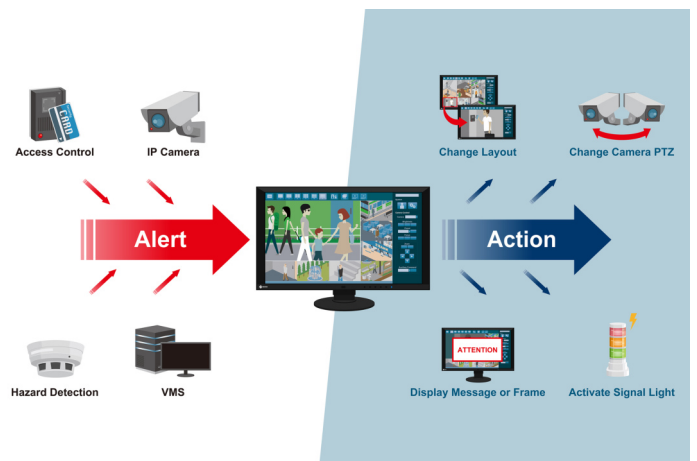 CARD
Access Control
IP Camera
Alert
Hazard Detection
VMS
Change Layout
Change Camera PTZ
Action
ATTENTION
Display Message or Frame
Activate Signal Light